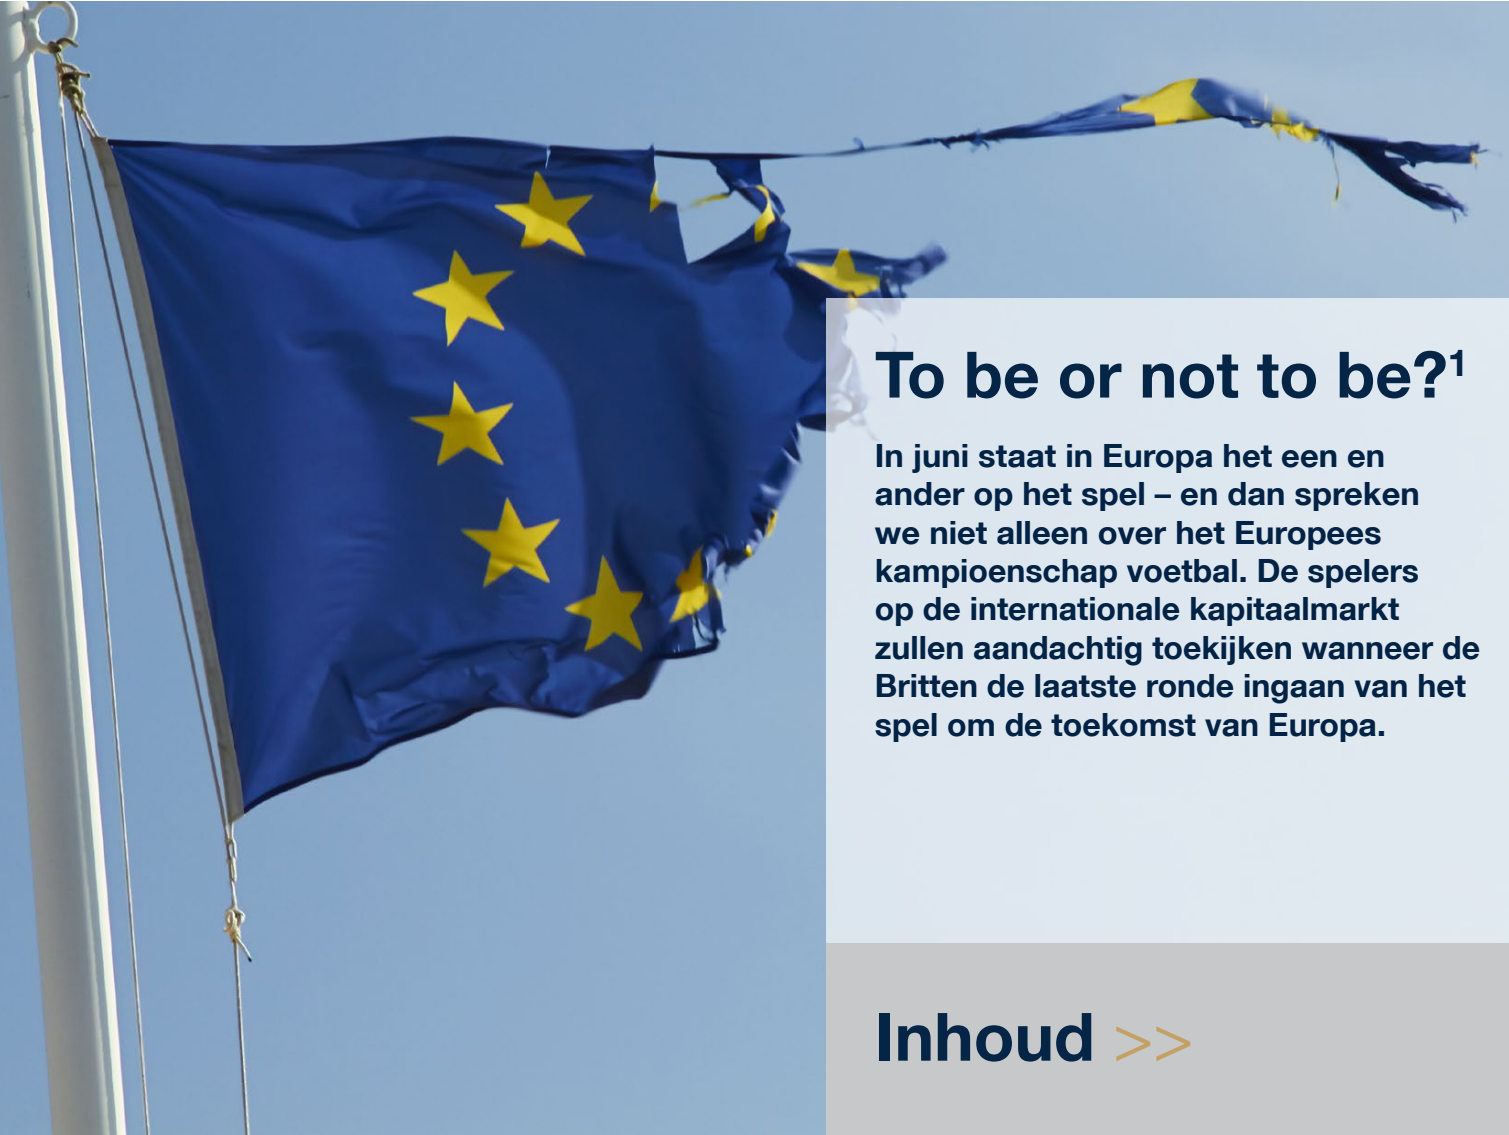 To be or not to be?¹
In juni staat in Europa het een en
ander op het spel – en dan spreken
we niet alleen over het Europees
kampioenschap voetbal. De spelers
op de internationale kapitaalmarkt
zullen aandachtig toekijken wanneer de
Britten de laatste ronde ingaan van het
spel om de toekomst van Europa.
Inhoud >>